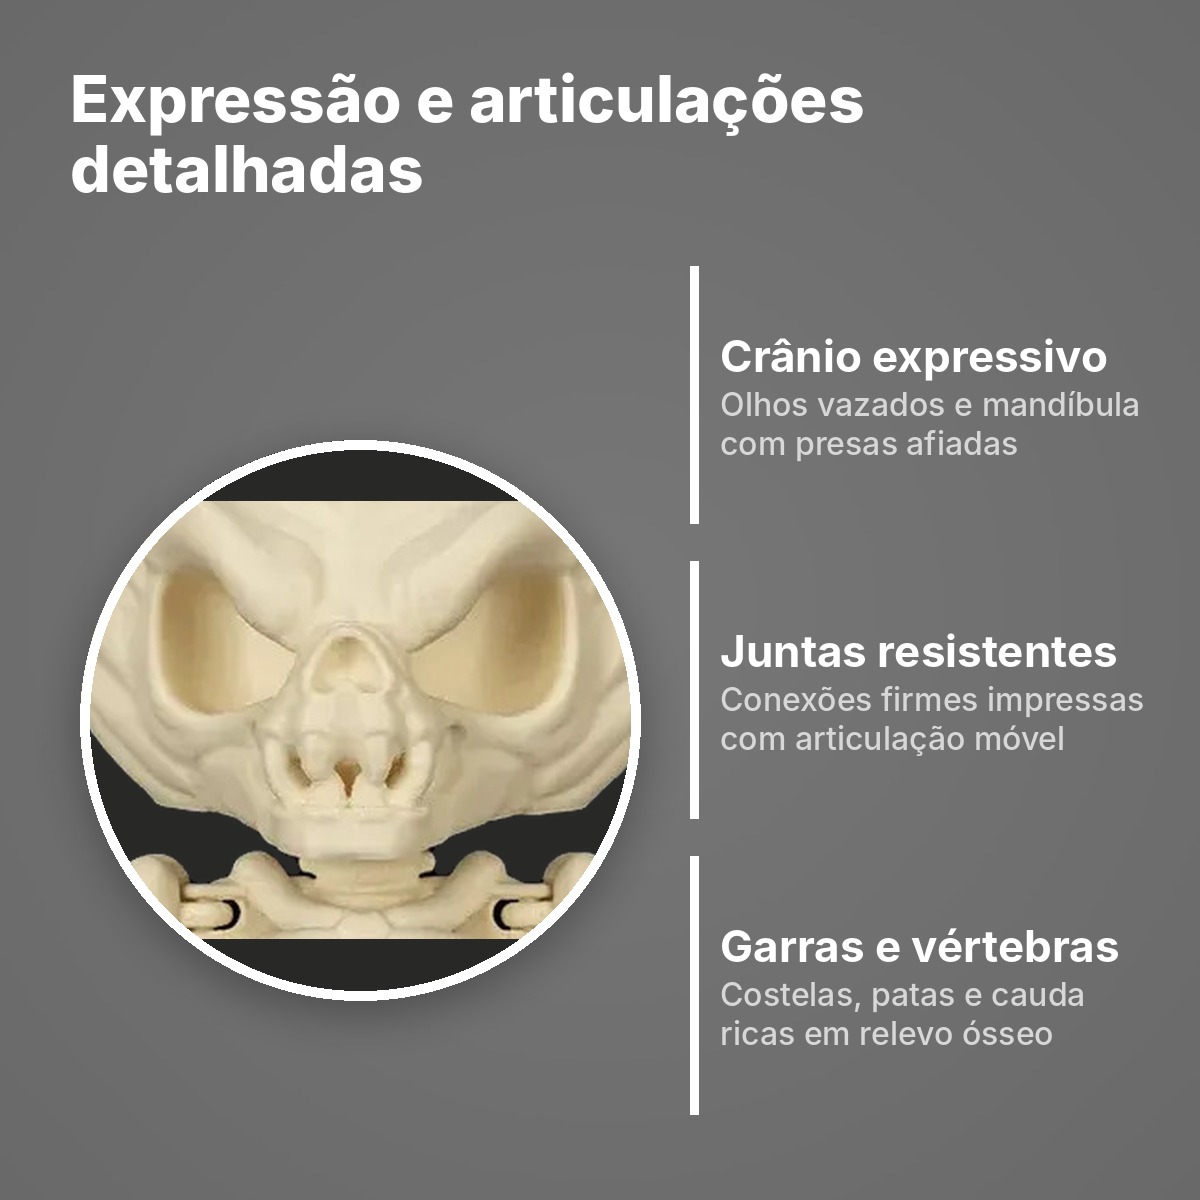 Expressão e articulações
detalhadas
Crânio expressivo
Olhos vazados e mandíbula
com presas afiadas
Juntas resistentes
Conexões firmes impressas
com articulação móvel
Garras e vértebras
Costelas, patas e cauda
ricas em relevo ósseo